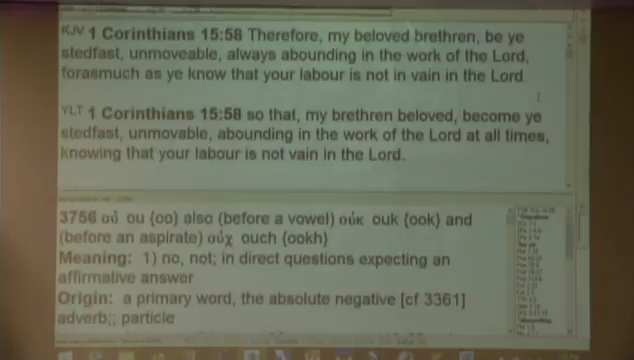 KJV 1 Corinthians 15:58 Therefore, my beloved brethren, be ye
stedfast, unmoveable, always abounding in the work of the Lord,
forasmuch as ye know that your labour is not in vain in the Lord.
YLT 1 Corinthians 15:58 so that, my brethren beloved, become ye
stedfast, unmovable, abounding in the work of the Lord at all times,
knowing that your labour is not vain in the Lord.
3756 οὐ ou {oo} also (before a vowel) οὐκ ouk {ook} and
(before an aspirate) οὐχ ouch {ookh}
Meaning: 1) no, not; in direct questions expecting an
affirmative answer
Origin: a primary word, the absolute negative [cf 3361]
adverb;; particle